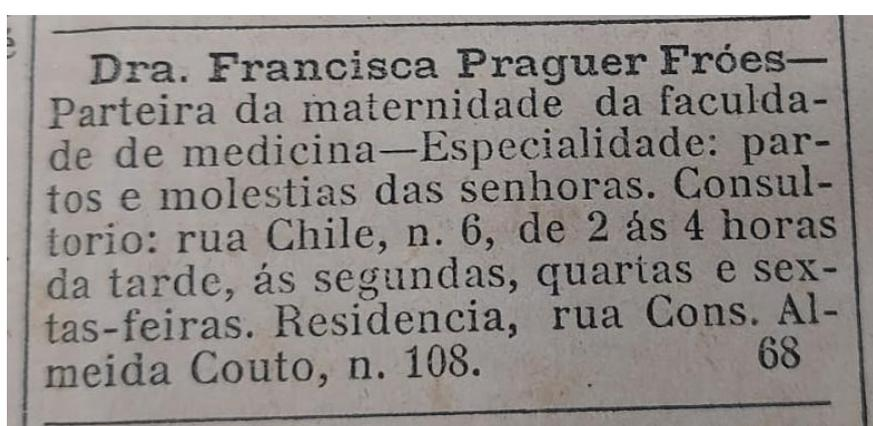 Dra. Francisca Praguer Fróes—
Parteira da maternidade da faculda-
de de medicina—Especialidade: par-
tos e molestias das senhoras. Consul-
torio: rua Chile, n. 6, de 2 ás 4 horas
da tarde, ás segundas, quartas e sex-
tas-feiras. Residencia, rua Cons. Al-
meida Couto, n. 108. 68